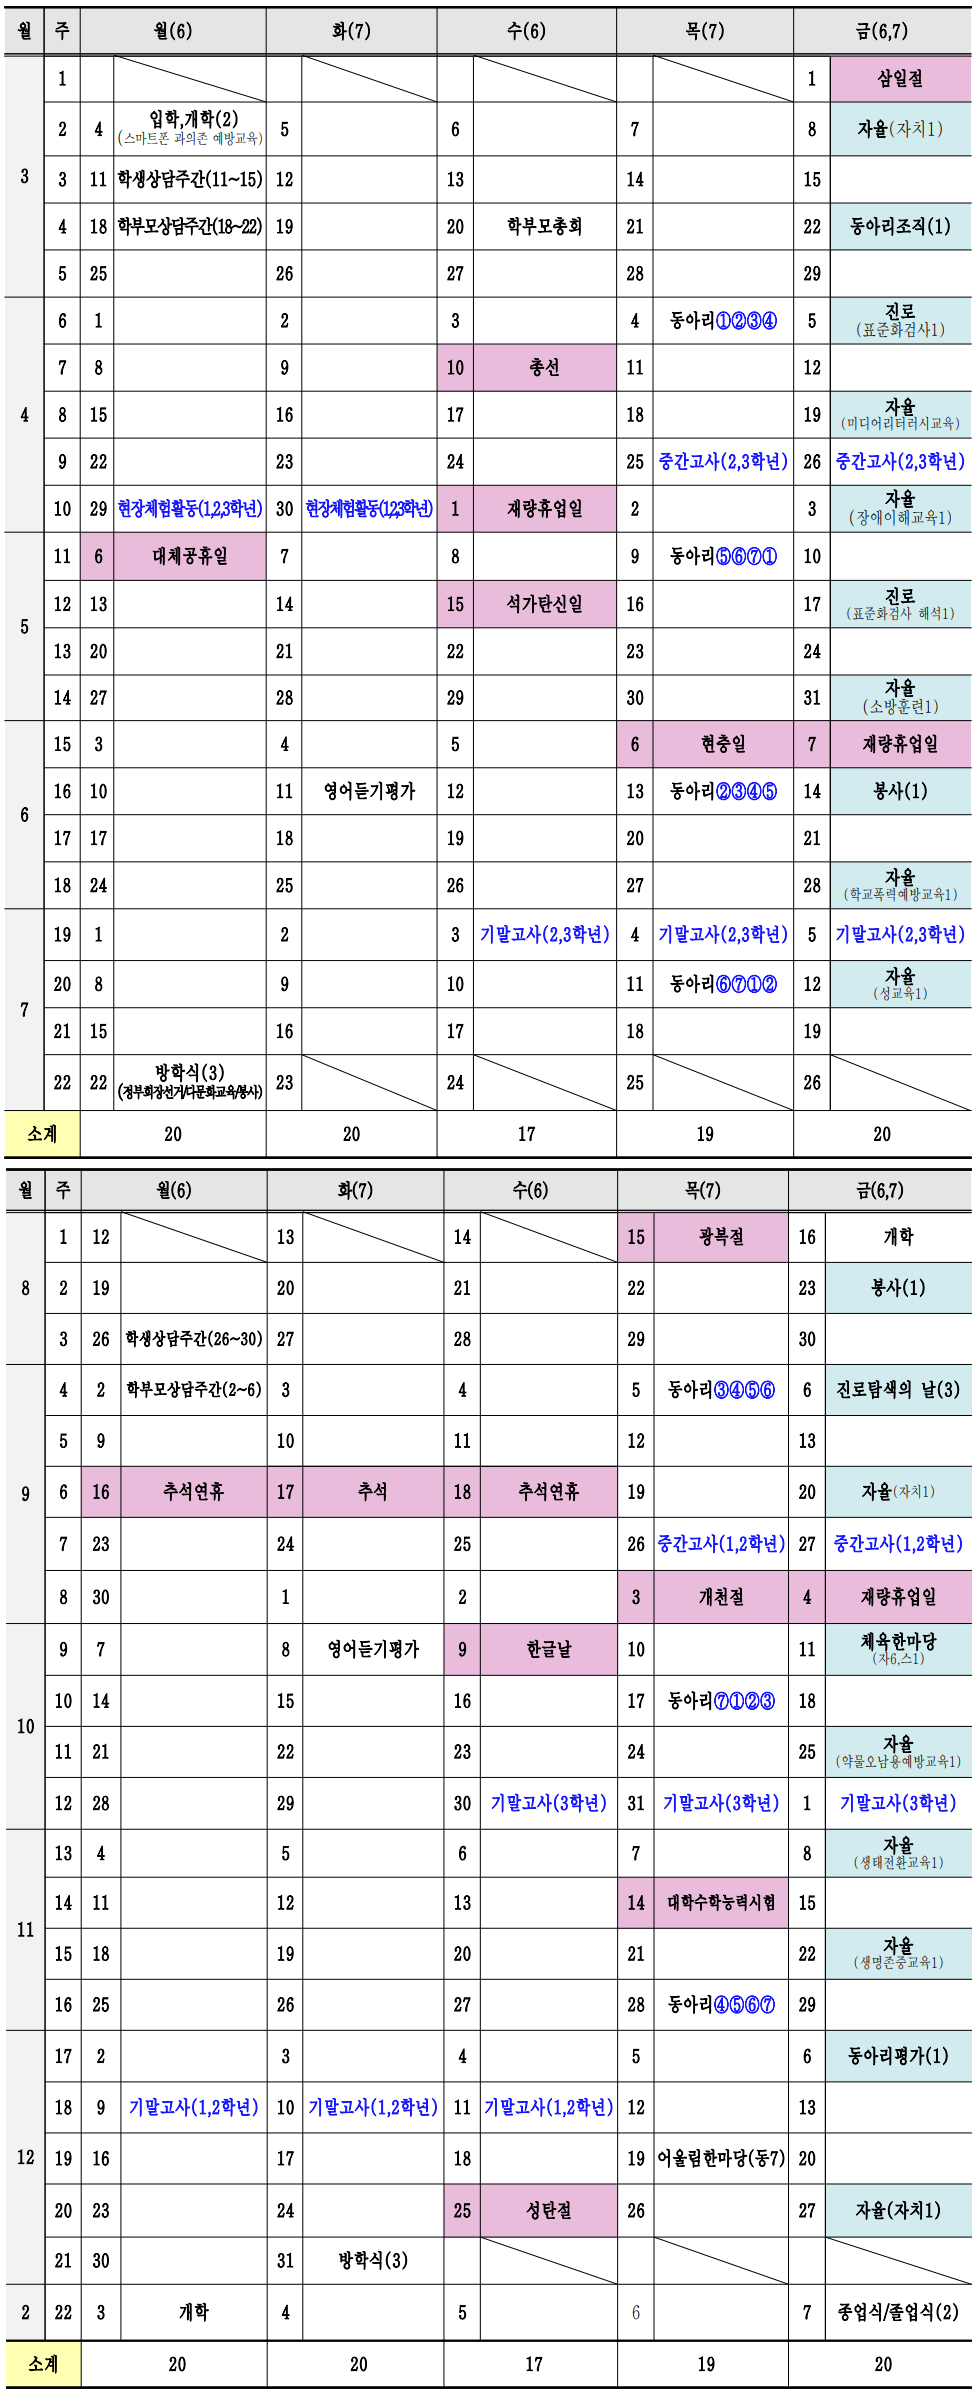 월 주 월(6) 화(7) 수(6) 목(7) 금(6,7)
3 1 1 삼일절
2 4 입학,개학(2) (스마트폰 과의존 예방교육) 5 6 7 8 자율(자치1)
3 11 학생상담주간(11~15) 12 13 14 15
4 18 학부모상담주간(18~22) 19 20 학부모총회 21 22 동아리조직(1)
5 25 26 27 28 29
4 6 1 2 3 4 동아리①②③④ 5 진로 (표준화검사1)
7 8 9 10 총선 11 12
8 15 16 17 18 19 자율 (미디어리터러시교육)
9 22 23 24 25 중간고사(2,3학년) 26 중간고사(2,3학년)
10 29 현장체험활동(1,2,3학년) 30 현장체험활동(1,2,3학년) 1 재량휴업일 2 3 자율 (장애이해교육1)
5 11 6 대체공휴일 7 8 9 동아리⑤⑥⑦① 10
12 13 14 15 석가탄신일 16 17 진로 (표준화검사 해석1)
13 20 21 22 23 24
14 27 28 29 30 31 자율 (소방훈련1)
6 15 3 4 5 6 현충일 7 재량휴업일
16 10 11 영어듣기평가 12 13 동아리②③④⑤ 14 봉사(1)
17 17 18 19 20 21
18 24 25 26 27 28 자율 (학교폭력예방교육1)
7 19 1 2 3 기말고사(2,3학년) 4 기말고사(2,3학년) 5 기말고사(2,3학년)
20 8 9 10 11 동아리⑥⑦①② 12 자율 (성교육1)
21 15 16 17 18 19
22 22 방학식(3) (정부회장선거/다문화교육/봉사) 23 24 25 26
소계 20 20 17 19 20
월 주 월(6) 화(7) 수(6) 목(7) 금(6,7)
8 1 12 13 14 15 광복절 16 개학
2 19 20 21 22 23 봉사(1)
3 26 학생상담주간(26~30) 27 28 29 30
9 4 2 학부모상담주간(2~6) 3 4 5 동아리③④⑤⑥ 6 진로탐색의 날(3)
5 9 10 11 12 13
6 16 추석연휴 17 추석 18 추석연휴 19 20 자율(자치1)
7 23 24 25 26 중간고사(1,2학년) 27 중간고사(1,2학년)
8 30 1 2 3 개천절 4 재량휴업일
10 9 7 8 영어듣기평가 9 한글날 10 11 체육한마당 (자6,스1)
10 14 15 16 17 동아리⑦①②③ 18
11 21 22 23 24 25 자율 (약물오남용예방교육1)
12 28 29 30 기말고사(3학년) 31 기말고사(3학년) 1 기말고사(3학년)
11 13 4 5 6 7 8 자율 (생태전환교육1)
14 11 12 13 14 대학수학능력시험 15
15 18 19 20 21 22 자율 (생명존중교육1)
16 25 26 27 28 동아리④⑤⑥⑦ 29
12 17 2 3 4 5 6 동아리평가(1)
18 9 기말고사(1,2학년) 10 기말고사(1,2학년) 11 기말고사(1,2학년) 12 13
19 16 17 18 19 어울림한마당(동7) 20
20 23 24 25 성탄절 26 27 자율(자치1)
21 30 31 방학식(3)
2 22 3 개학 4 5 6 7 종업식/졸업식(2)
소계 20 20 17 19 20